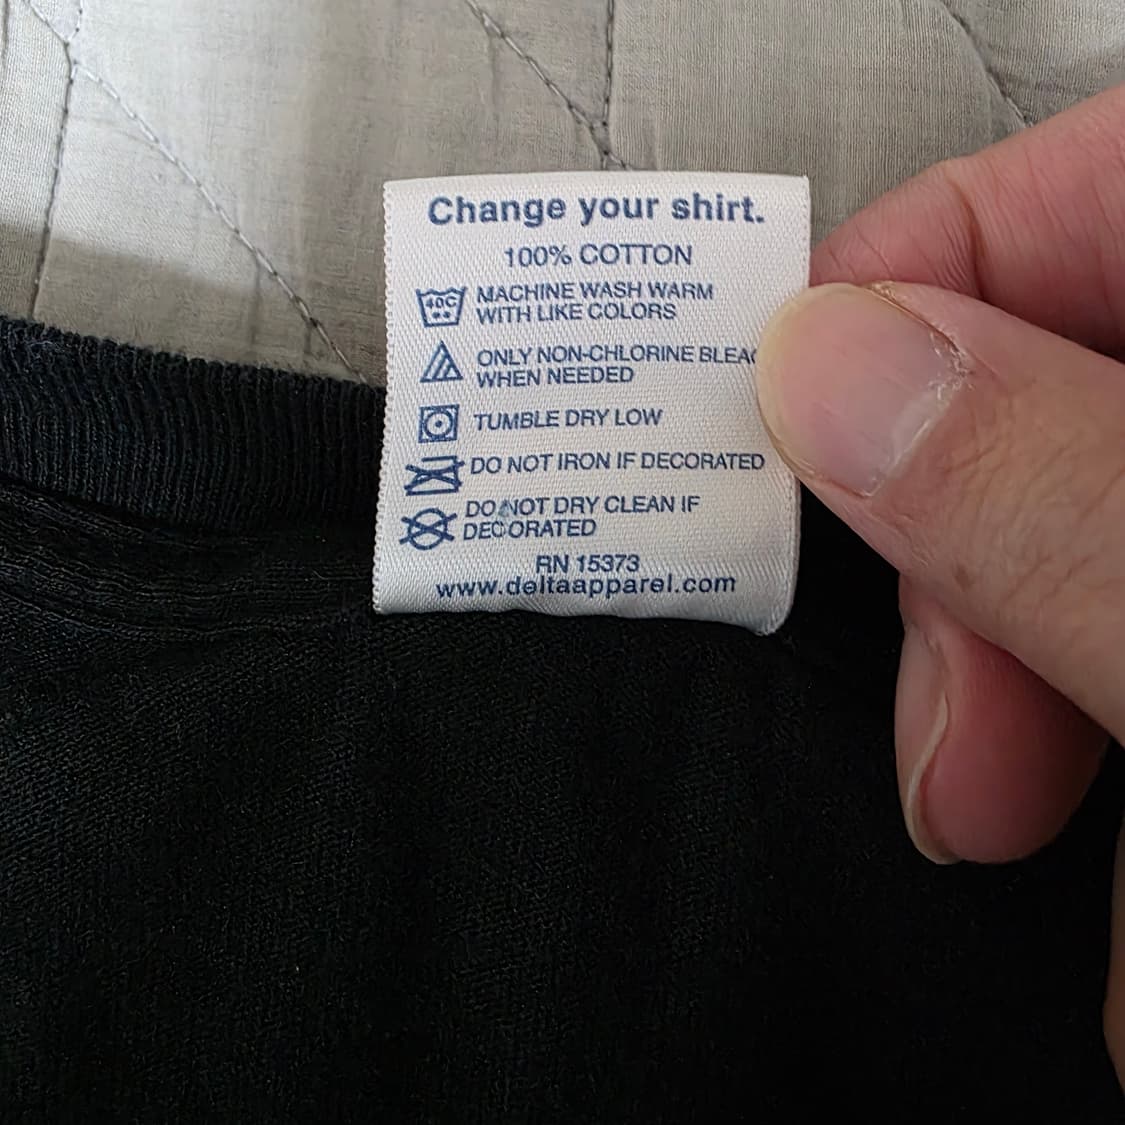 Change your shirt.
100% COTTON
40C
MACHINE WASH WARM
WITH LIKE COLORS
ONLY NON-CHLORINE
WHEN NEEDED
TUMBLE DRY LOW
DO NOT IRON IF DECORATED
DO NOT DRY CLEAN IF
DECORATED
RN 15373
www.deltaapparel.com